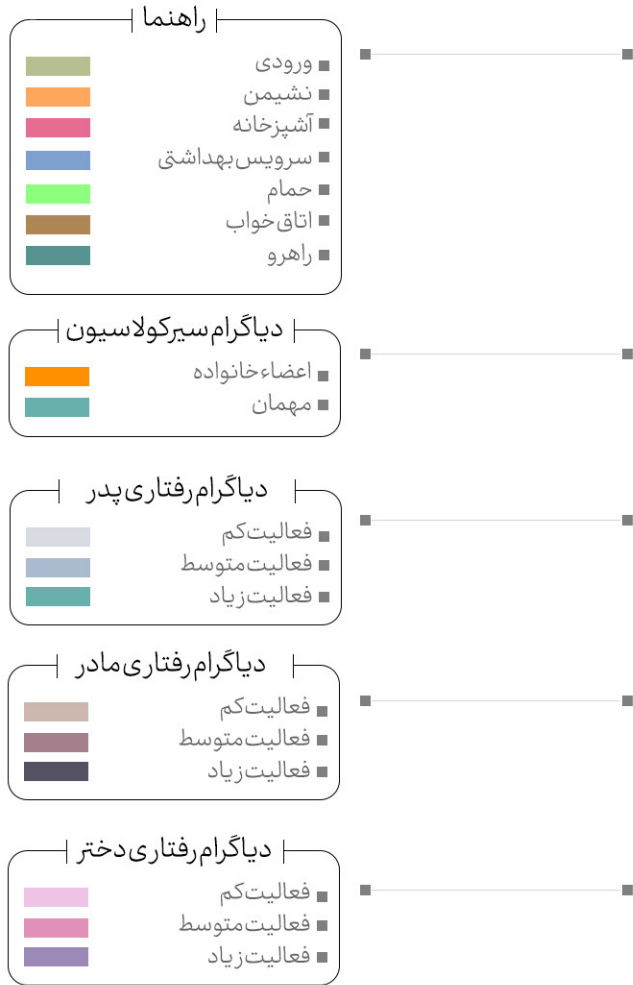 راهنما
ورودی
نشیمن
آشپزخانه
سرویس بهداشتی
حمام
اتاق خواب
راهرو
دیاگرام سیرکولاسیون
اعضاء خانواده
مهمان
دیاگرام رفتاری پدر
فعالیت کم
فعالیت متوسط
فعالیت زیاد
دیاگرام رفتاری مادر
فعالیت کم
فعالیت متوسط
فعالیت زیاد
دیاگرام رفتاری دختر
فعالیت کم
فعالیت متوسط
فعالیت زیاد